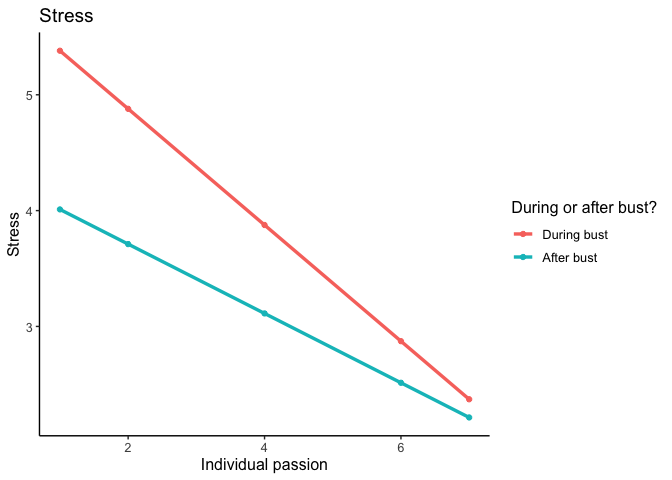 Stress
5
4
3
Stress
2
4
6
Individual passion
During or after bust?
During bust
After bust